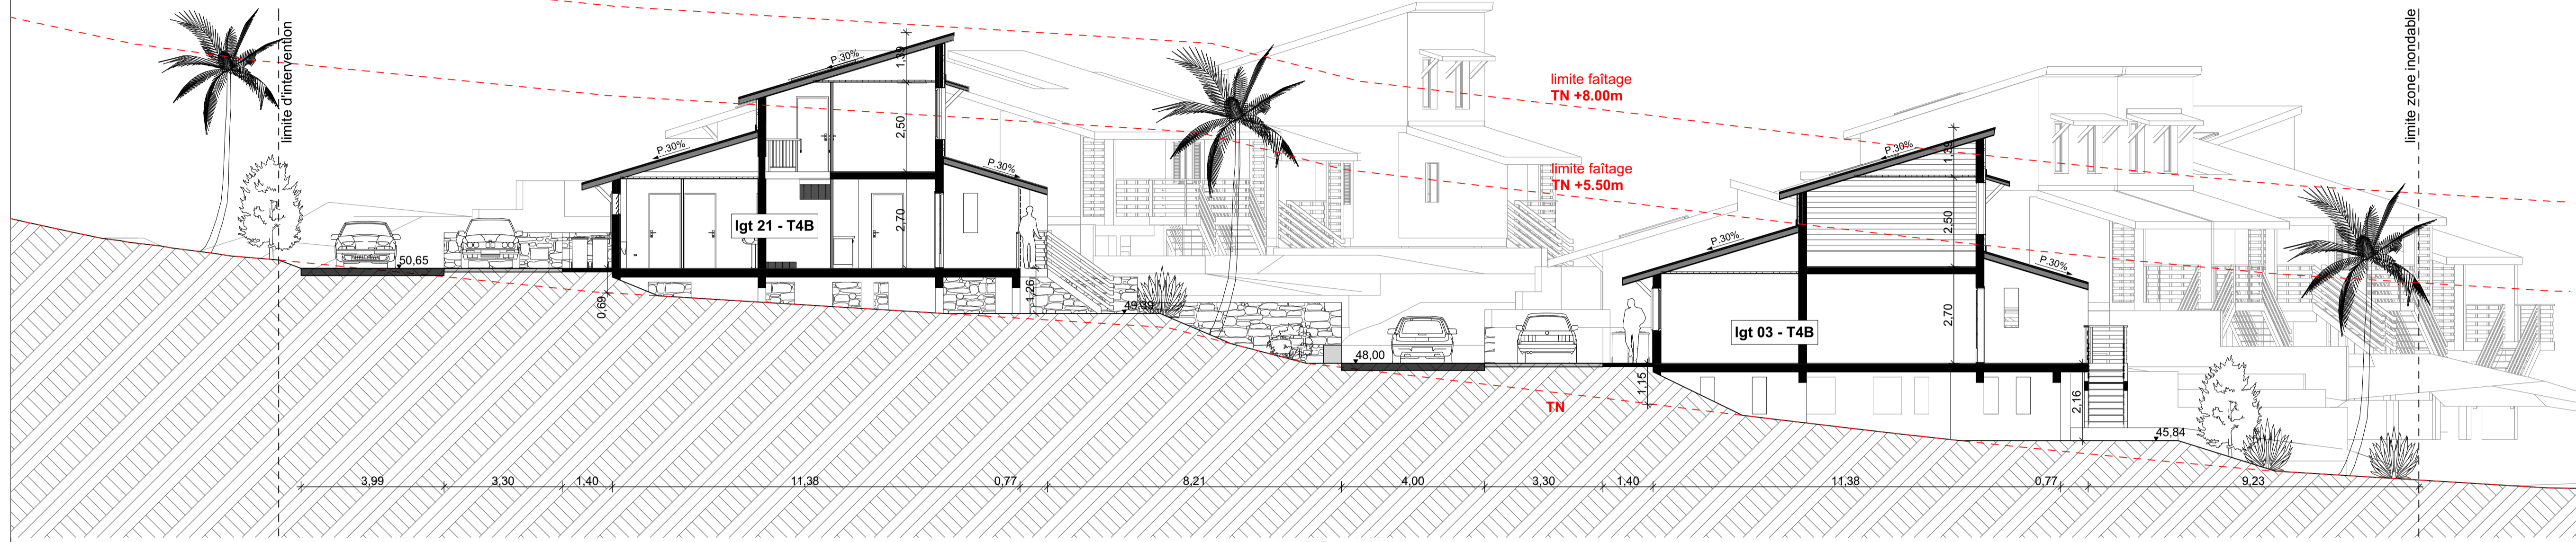 limite d'intervention
P.30%
1,39
P.30%
2,50
P.30%
lgt 21 - T4B
2,70
50,65
0,69
1,26
49,39
limite faîtage
TN +8.00m
limite faîtage
TN +5.50m
limite zone inondable
P.30%
1,39
P.30%
2,50
P.30%
lgt 03 - T4B
2,70
48,00
1,15
TN
2,16
45,84
3,99
3,30
1,40
11,38
0,77
8,21
4,00
3,30
1,40
11,38
0,77
9,23